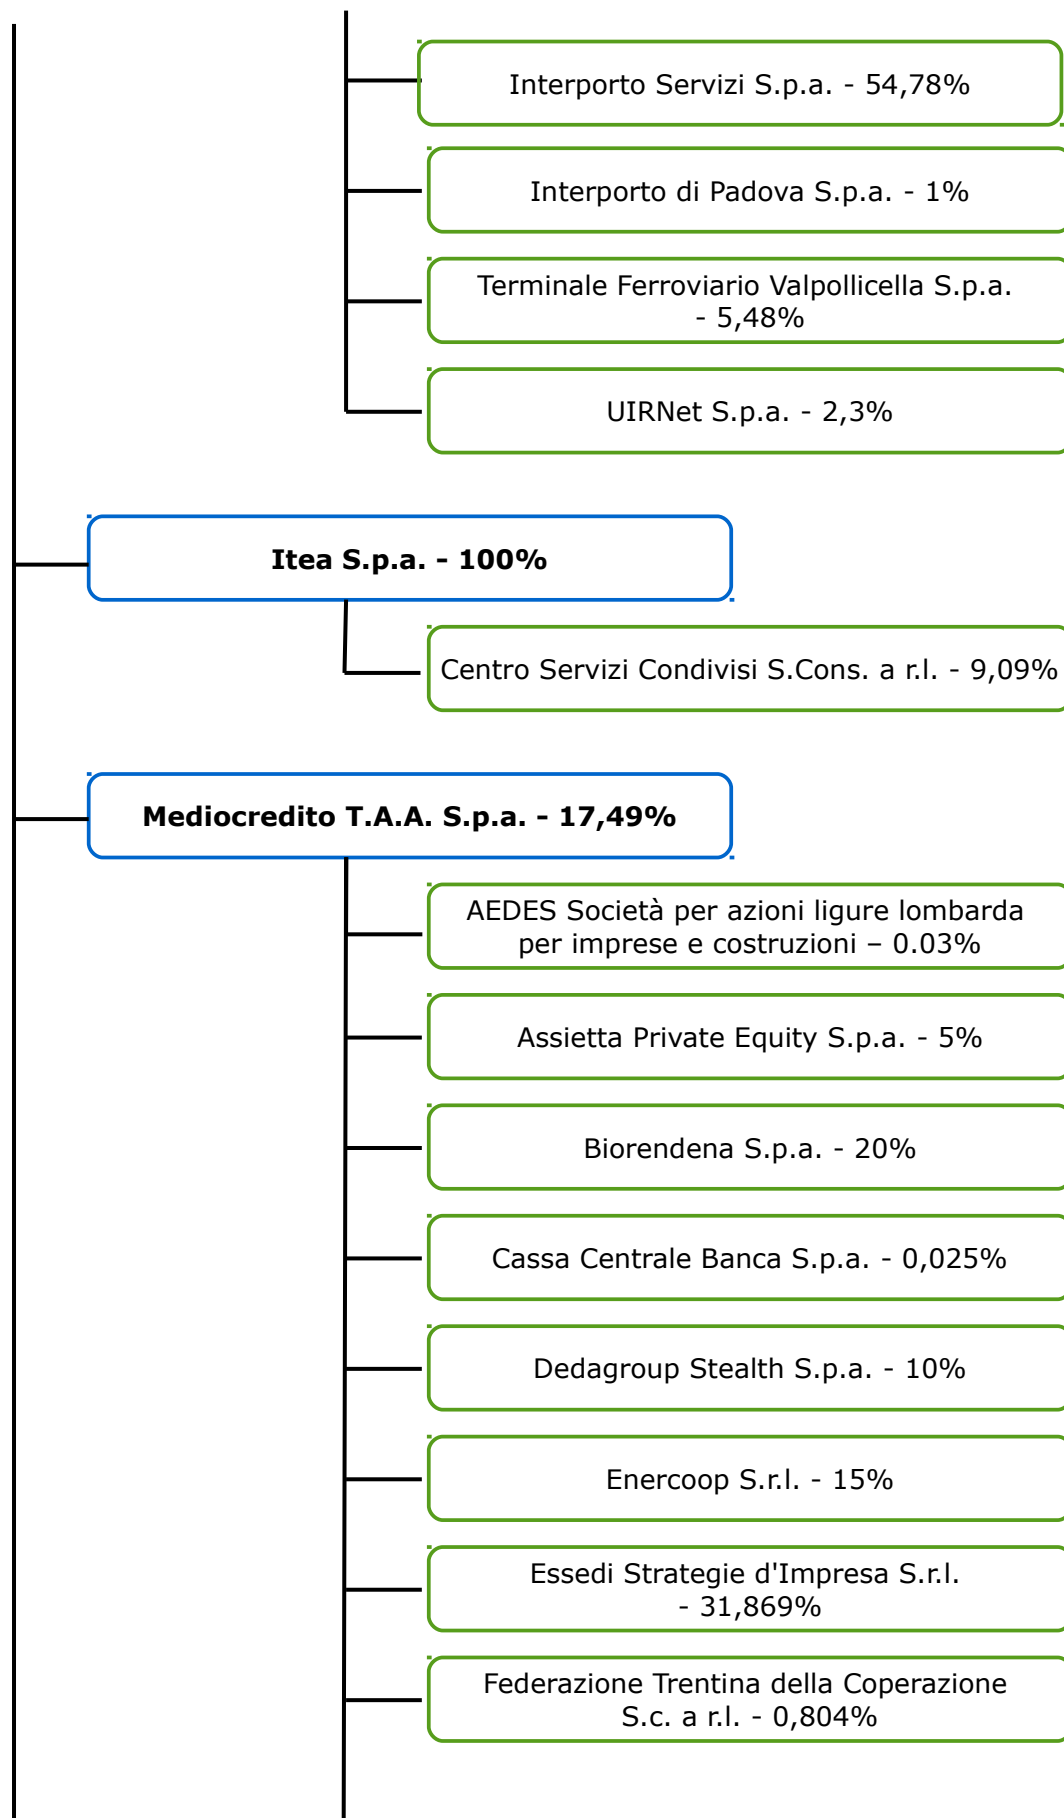 Interporto Servizi S.p.a. - 54,78%
Interporto di Padova S.p.a. - 1%
Terminale Ferroviario Valpollicella S.p.a.
- 5,48%
UIRNet S.p.a. - 2,3%
Itea S.p.a. - 100%
Centro Servizi Condivisi S.Cons. a r.l. - 9,09%
Mediocredito T.A.A. S.p.a. - 17,49%
AEDES Società per azioni ligure lombarda
per imprese e costruzioni – 0.03%
Assietta Private Equity S.p.a. - 5%
Biorendena S.p.a. - 20%
Cassa Centrale Banca S.p.a. - 0,025%
Dedagroup Stealth S.p.a. - 10%
Enercoop S.r.l. - 15%
Essedi Strategie d'Impresa S.r.l.
- 31,869%
Federazione Trentina della Coperazione
S.c. a r.l. - 0,804%